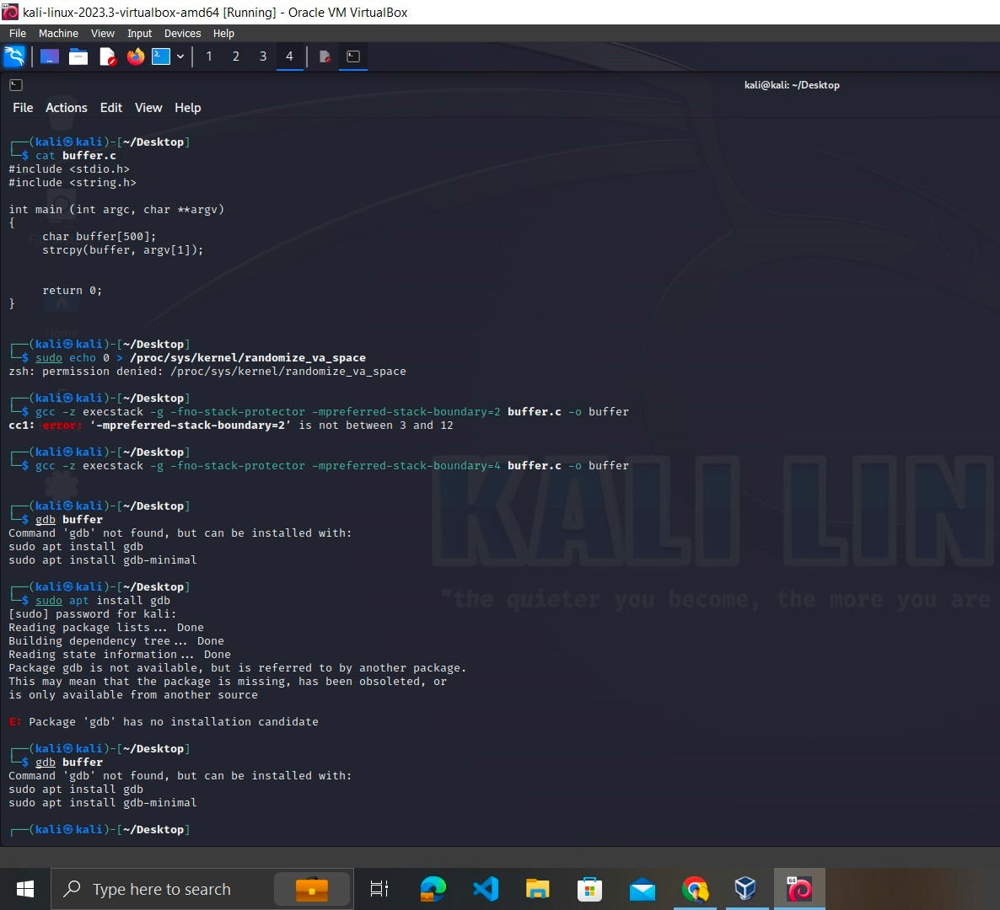 kali-linux-2023.3-virtualbox-amd64 [Running] - Oracle VM VirtualBox
File Machine View Input Devices Help
1 2 3 4
kali@kali: ~/Desktop
File Actions Edit View Help
┌──(kali㉿kali)-[~/Desktop]
└─$ cat buffer.c
#include <stdio.h>
#include <string.h>
int main (int argc, char **argv)
{
char buffer[500];
strcpy(buffer, argv[1]);
return 0;
}
Home
┌──(kali㉿kali)-[~/Desktop]
└─$ sudo echo 0 > /proc/sys/kernel/randomize_va_space
zsh: permission denied: /proc/sys/kernel/randomize_va_space
┌──(kali㉿kali)-[~/Desktop]
└─$ gcc -z execstack -g -fno-stack-protector -mpreferred-stack-boundary=2 buffer.c -o buffer
cc1: error: ‘-mpreferred-stack-boundary=2’ is not between 3 and 12
┌──(kali㉿kali)-[~/Desktop]
└─$ gcc -z execstack -g -fno-stack-protector -mpreferred-stack-boundary=4 buffer.c -o buffer
┌──(kali㉿kali)-[~/Desktop]
└─$ gdb buffer
Command 'gdb' not found, but can be installed with:
sudo apt install gdb
sudo apt install gdb-minimal
KALI LIN
"the quieter you become, the more you are
┌──(kali㉿kali)-[~/Desktop]
└─$ sudo apt install gdb
[sudo] password for kali:
Reading package lists... Done
Building dependency tree... Done
Reading state information... Done
Package gdb is not available, but is referred to by another package.
This may mean that the package is missing, has been obsoleted, or
is only available from another source
E: Package 'gdb' has no installation candidate
┌──(kali㉿kali)-[~/Desktop]
└─$ gdb buffer
Command 'gdb' not found, but can be installed with:
sudo apt install gdb
sudo apt install gdb-minimal
┌──(kali㉿kali)-[~/Desktop]
Type here to search
64